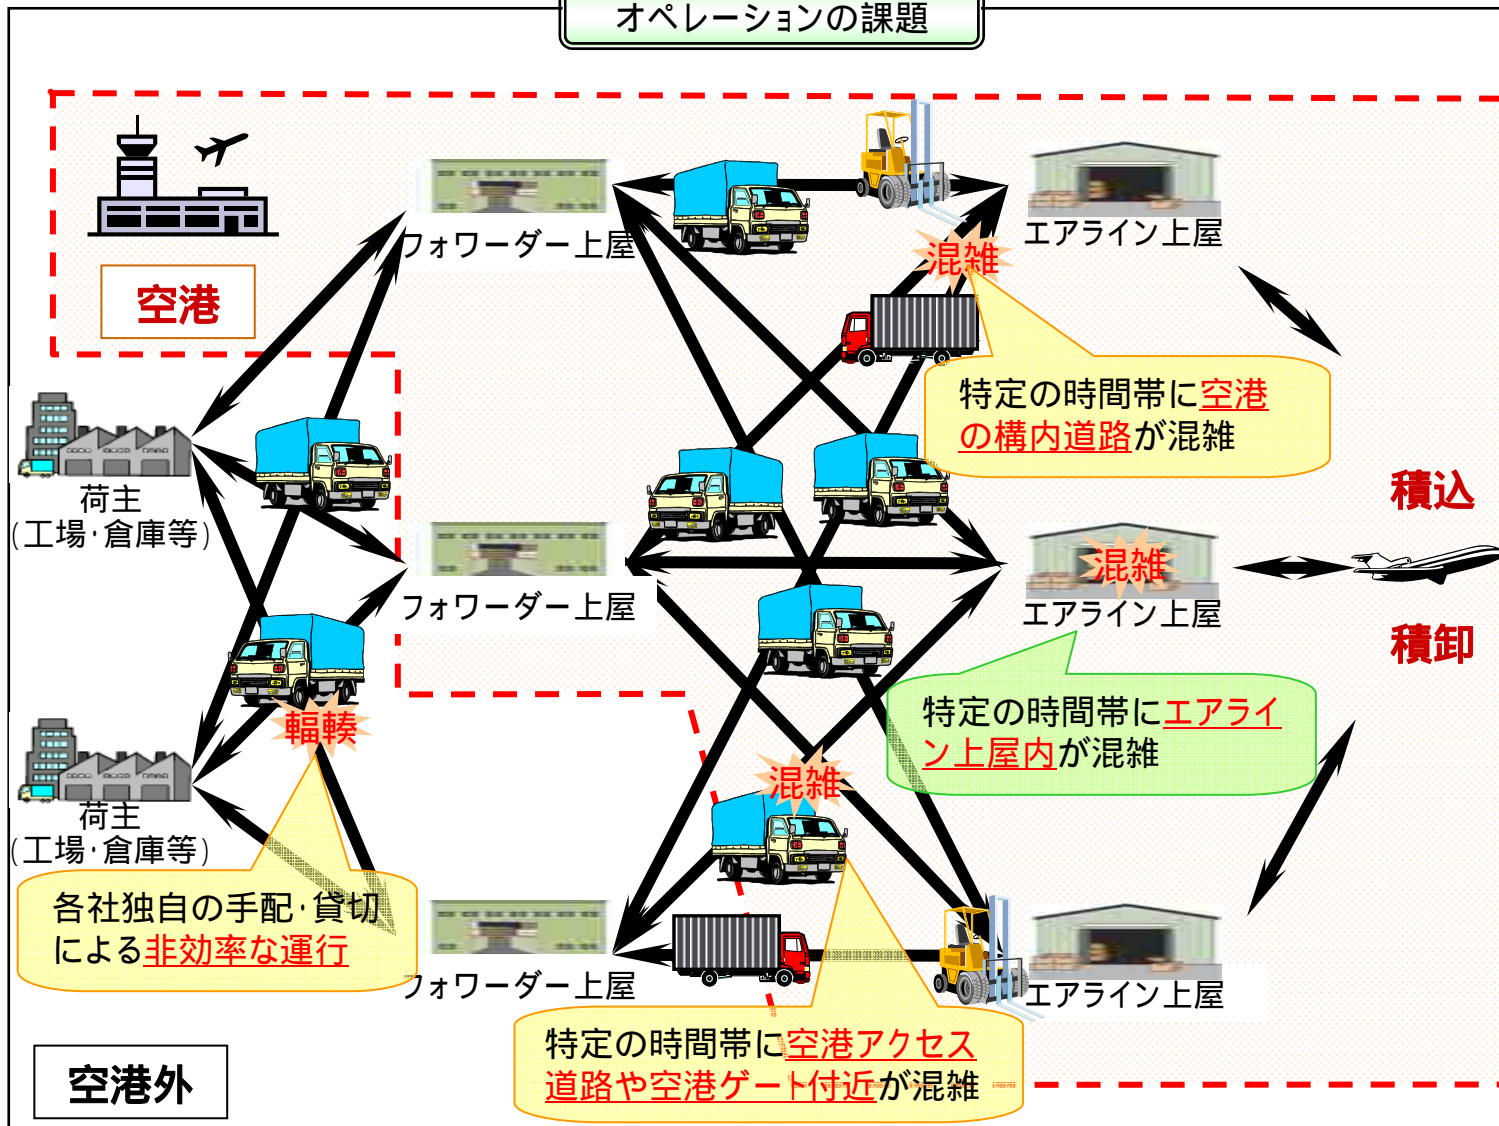 オペレーションの課題
空港
フォワーダー上屋
エアライン上屋
混雑
特定の時間帯に空港
の構内道路が混雑
荷主
(工場・倉庫等)
フォワーダー上屋
混雑
エアライン上屋
積込
積卸
特定の時間帯にエアライ
ン上屋内が混雑
輻輳
混雑
荷主
(工場・倉庫等)
各社独自の手配・貸切
による非効率な運行
フォワーダー上屋
エアライン上屋
特定の時間帯に空港アクセス
道路や空港ゲート付近が混雑
空港外